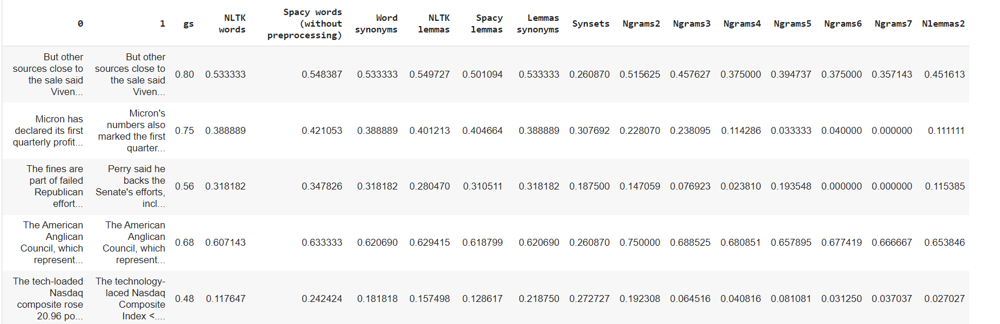 0 1 gs NLTK words Spacy words (without preprocessing) Word synonyms NLTK lemmas Spacy lemmas Lemmas synonyms Synsets Ngrams2 Ngrams3 Ngrams4 Ngrams5 Ngrams6 Ngrams7 Nlemmas2
But other sources close to the sale said Viven... But other sources close to the sale said Viven... 0.80 0.533333 0.548387 0.533333 0.549727 0.501094 0.533333 0.260870 0.515625 0.457627 0.375000 0.394737 0.375000 0.357143 0.451613
Micron has declared its first quarterly profit... Micron's numbers also marked the first quarter... 0.75 0.388889 0.421053 0.388889 0.401213 0.404664 0.388889 0.307692 0.228070 0.238095 0.114286 0.033333 0.040000 0.000000 0.111111
The fines are part of failed Republican effort... Perry said he backs the Senate's efforts, incl... 0.56 0.318182 0.347826 0.318182 0.280470 0.310511 0.318182 0.187500 0.147059 0.076923 0.023810 0.193548 0.000000 0.000000 0.115385
The American Anglican Council, which represent... The American Anglican Council, which represent... 0.68 0.607143 0.633333 0.620690 0.629415 0.618799 0.620690 0.260870 0.750000 0.688525 0.680851 0.657895 0.677419 0.666667 0.653846
The tech-loaded Nasdaq composite rose 20.96 po... The technology-laced Nasdaq Composite Index <.... 0.48 0.117647 0.242424 0.181818 0.157498 0.128617 0.218750 0.272727 0.192308 0.064516 0.040816 0.081081 0.031250 0.037037 0.027027